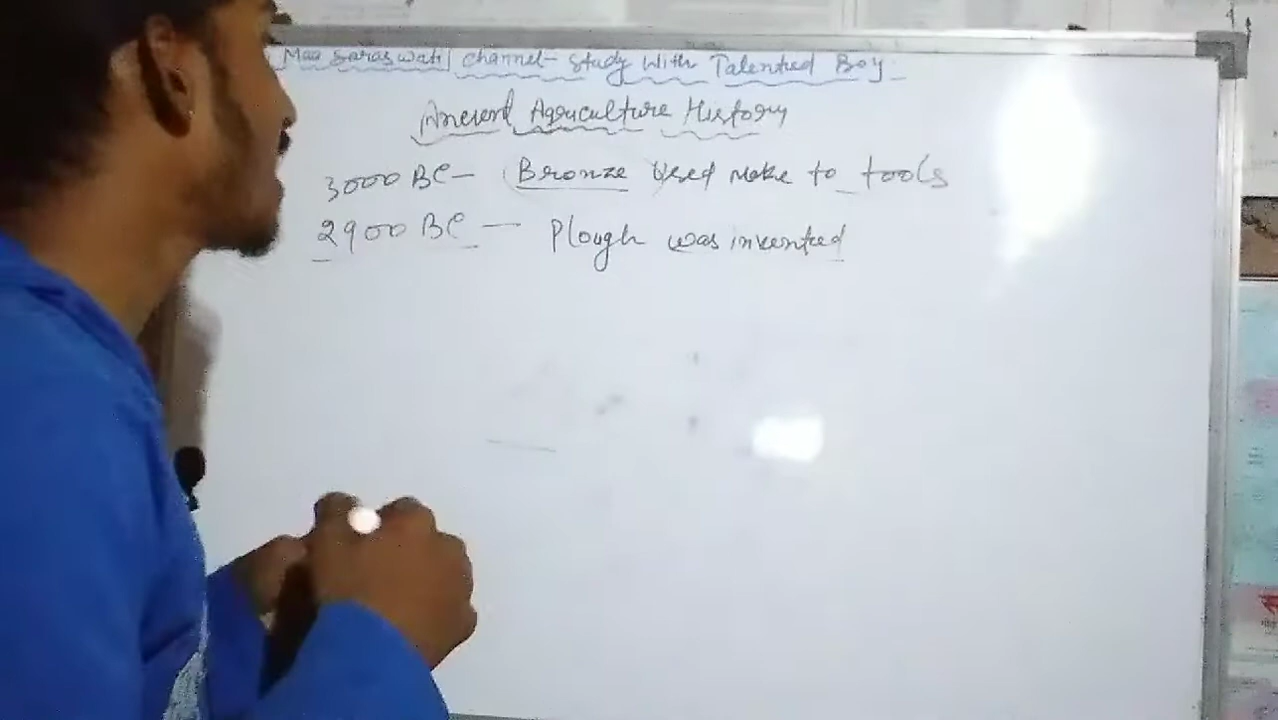 Maa Saraswati | Channel- Study With Talented Boy
Ancient Agriculture History
3000 BC - Bronze Used Make to tools
2900 BC - Plough was invented